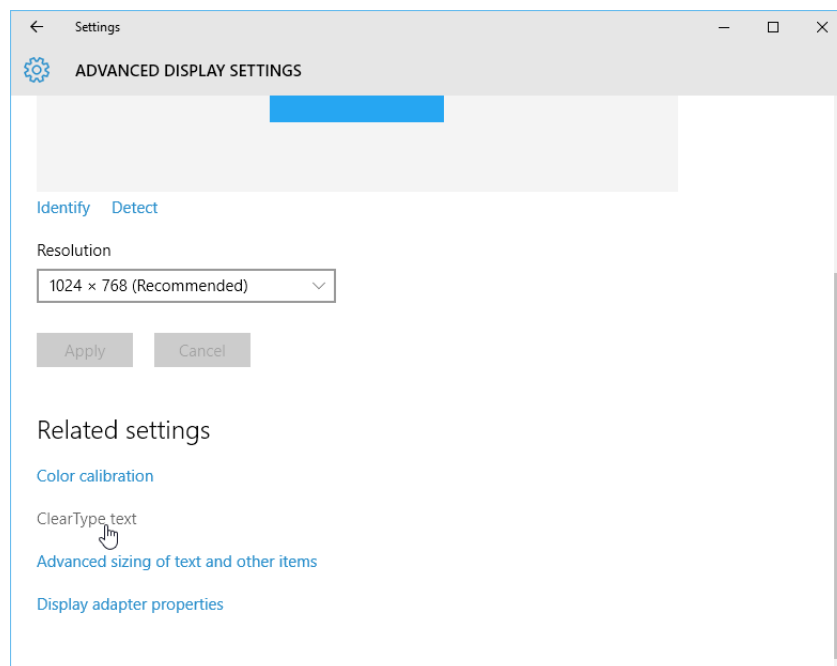 Settings
ADVANCED DISPLAY SETTINGS
Identify Detect
Resolution
1024 × 768 (Recommended)
Apply Cancel
Related settings
Color calibration
ClearType text
Advanced sizing of text and other items
Display adapter properties